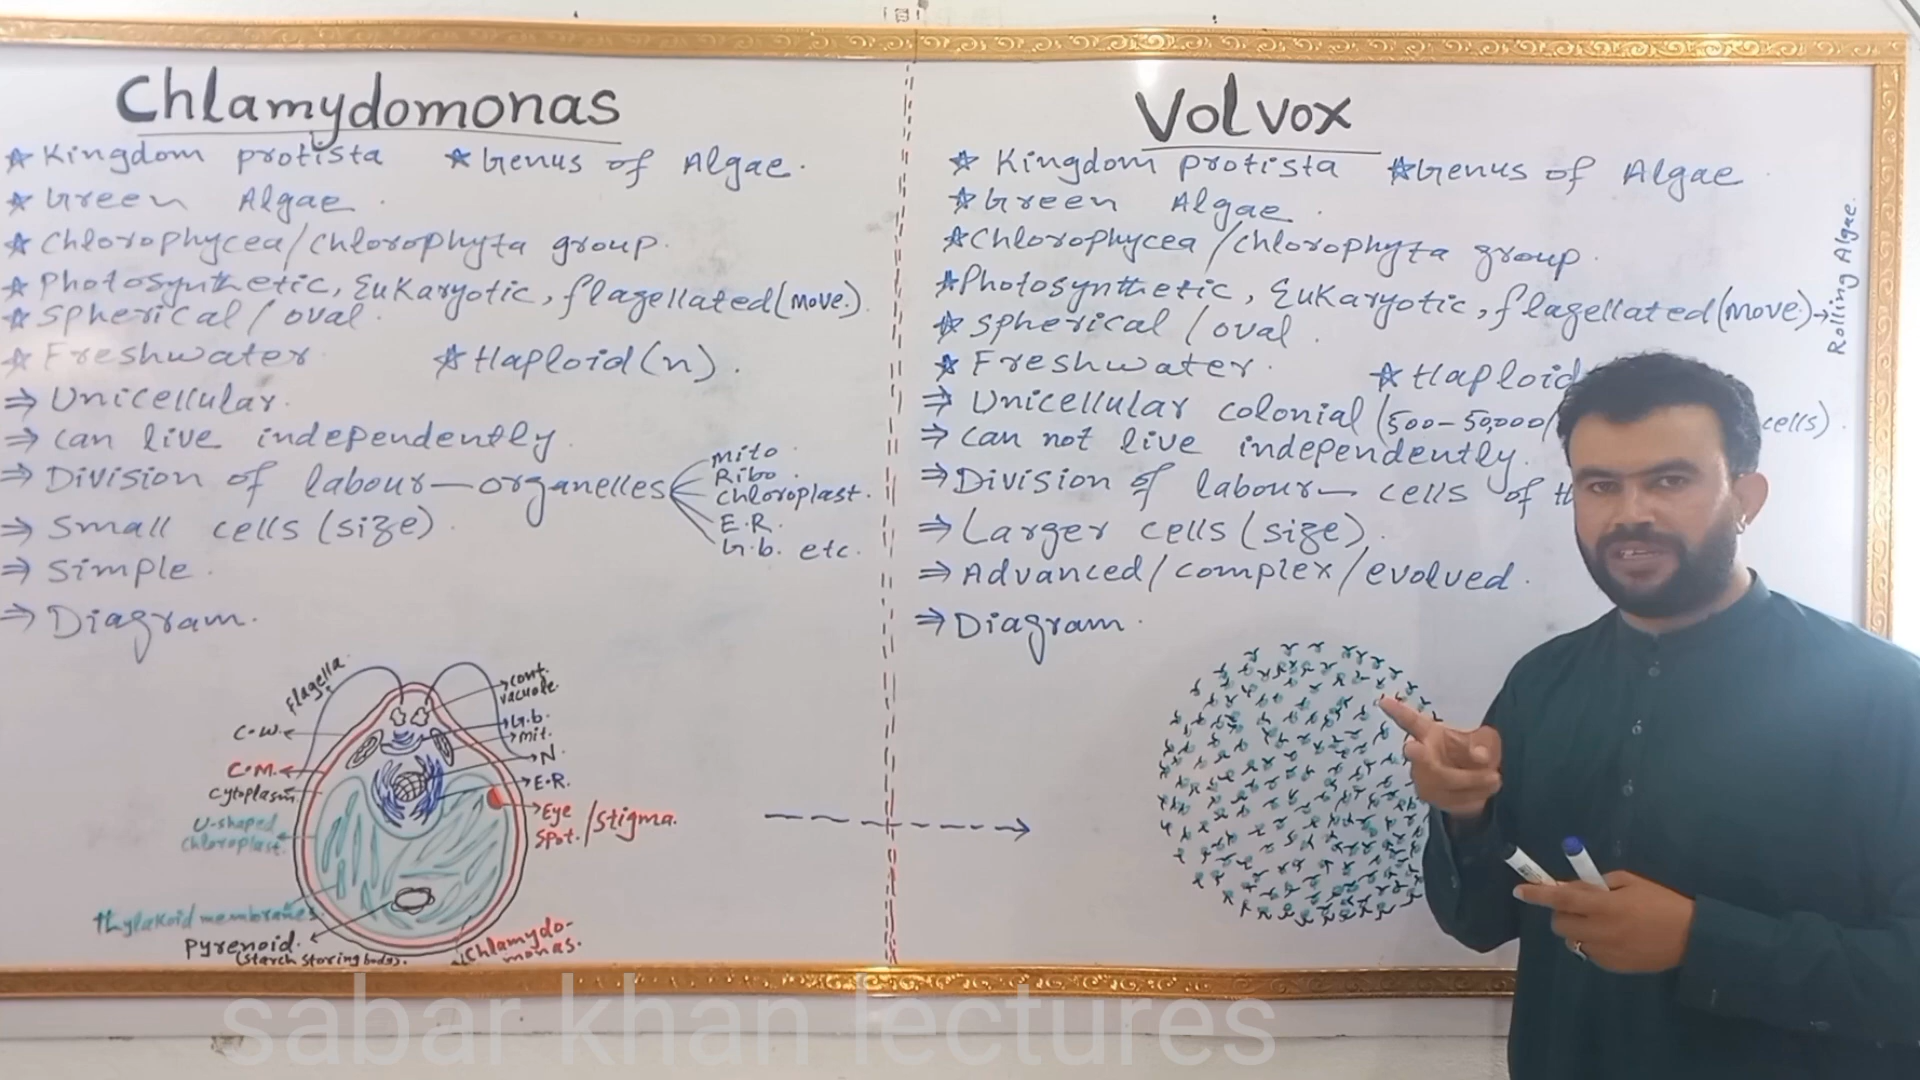 Chlamydomonas
★ Kingdom protista ★ Genus of Algae.
★ Green Algae.
★ Chlorophycea/chlorophyta group.
★ Photosynthetic, Eukaryotic, flagellated (move.)
★ Spherical / oval.
★ Freshwater. ★ Haploid (n).
⇒ Unicellular.
⇒ Can live independently.
⇒ Division of labour — organelles
mito.
Ribo.
chloroplast.
E.R.
G.b. etc.
⇒ Small cells (size).
⇒ Simple.
⇒ Diagram.
Flagella.
cont. vacuole.
C.W.
G.b.
mit.
N.
C.M.
E.R.
cytoplasm.
Eye spot. / Stigma.
U-shaped
chloroplast.
thylakoid membranes.
pyrenoid.
(starch storing body).
Chlamydo-
monas.
Volvox
★ Kingdom protista ★ Genus of Algae
★ Green Algae.
★ Chlorophycea / chlorophyta group.
★ Photosynthetic, Eukaryotic, flagellated (move) →
Rolling Algae.
★ Spherical / oval.
★ Freshwater. ★ Haploid
⇒ Unicellular colonial (500-50,000/ cells).
⇒ Can not live independently.
⇒ Division of labour — cells of
⇒ Larger cells (size).
⇒ Advanced / complex / evolved.
⇒ Diagram.
sabar khan lectures